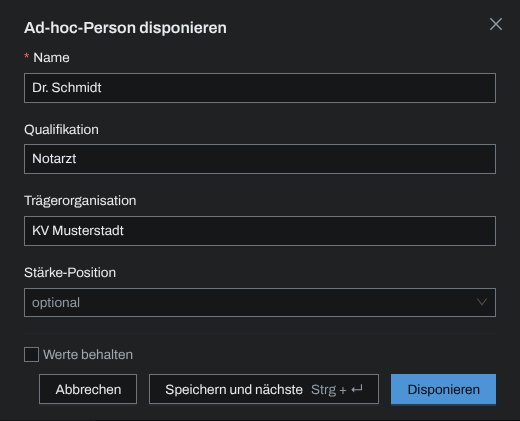 Ad-hoc-Person disponieren
* Name
Dr. Schmidt
Qualifikation
Notarzt
Trägerorganisation
KV Musterstadt
Stärke-Position
optional
Werte behalten
Abbrechen
Speichern und nächste Strg + ↵
Disponieren